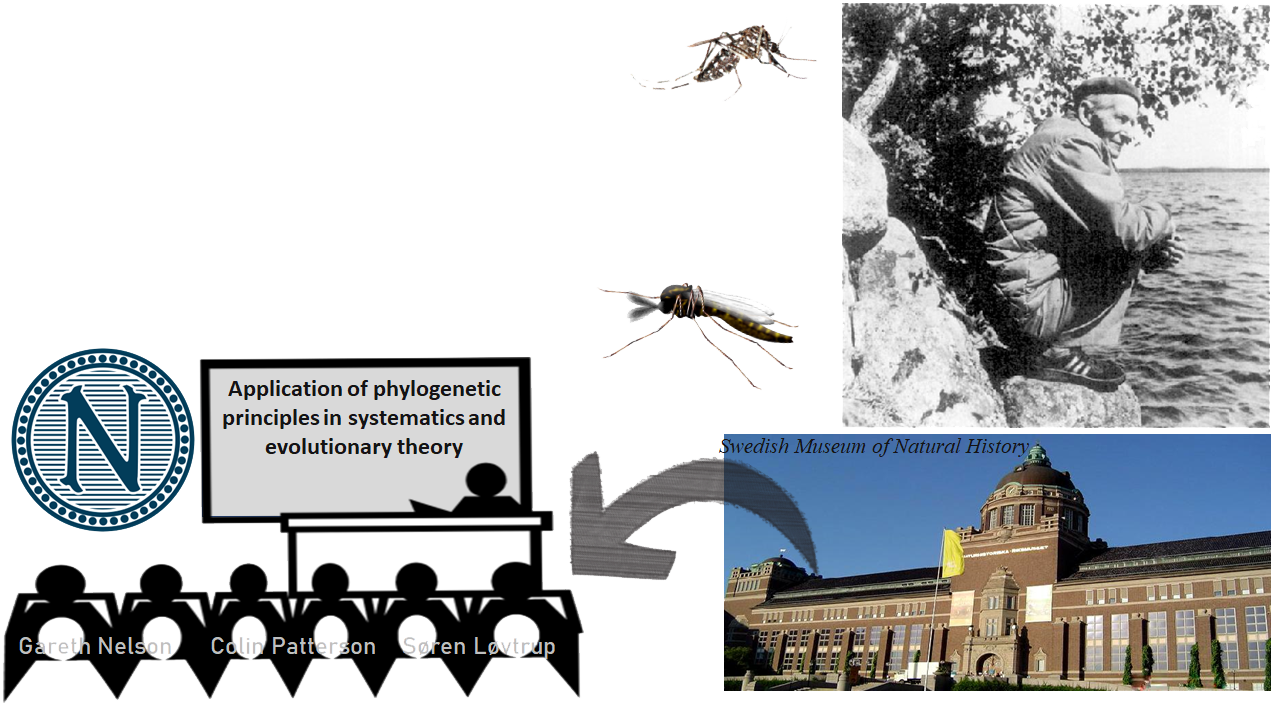 Application of phylogenetic
principles in systematics and
evolutionary theory
N
Swedish Museum of Natural History
Gareth Nelson
Colin Patterson
Søren Løvtrup